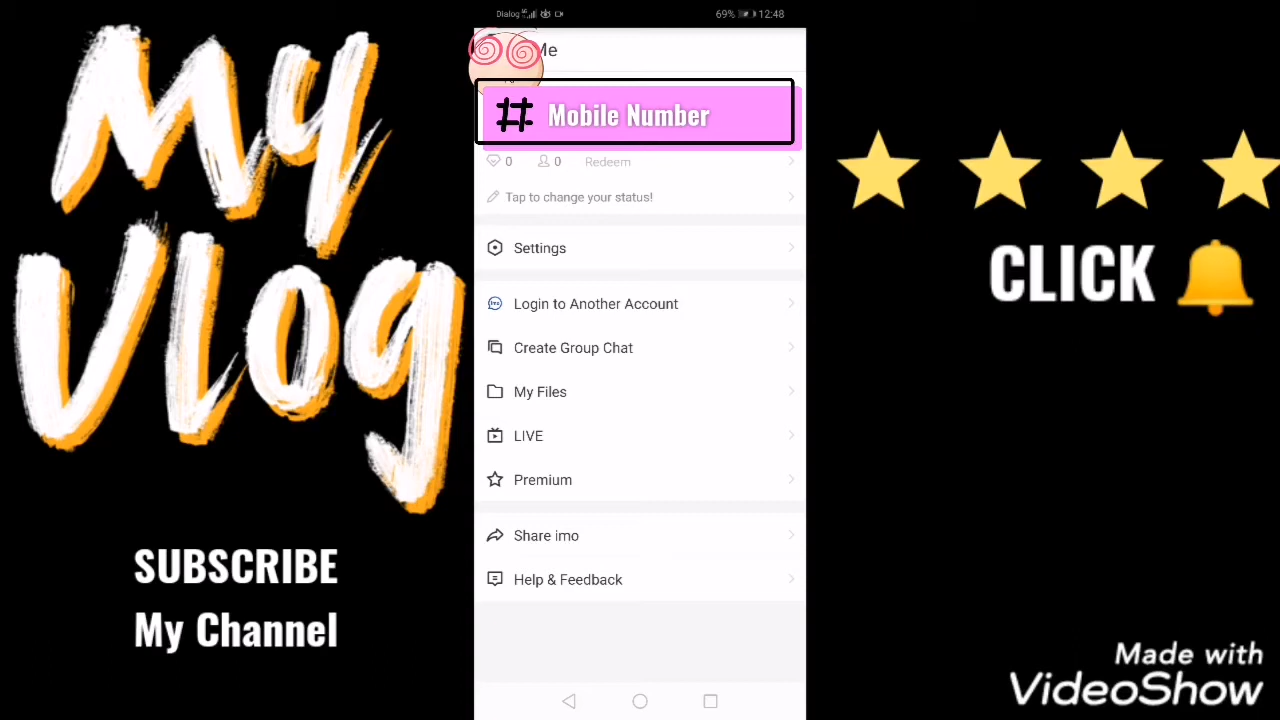 My
Vlog
SUBSCRIBE
My Channel
Dialog
69% 12:48
Me
# Mobile Number
0 0 Redeem
Tap to change your status!
Settings
imo Login to Another Account
Create Group Chat
My Files
LIVE
Premium
Share imo
Help & Feedback
CLICK
Made with
VideoShow